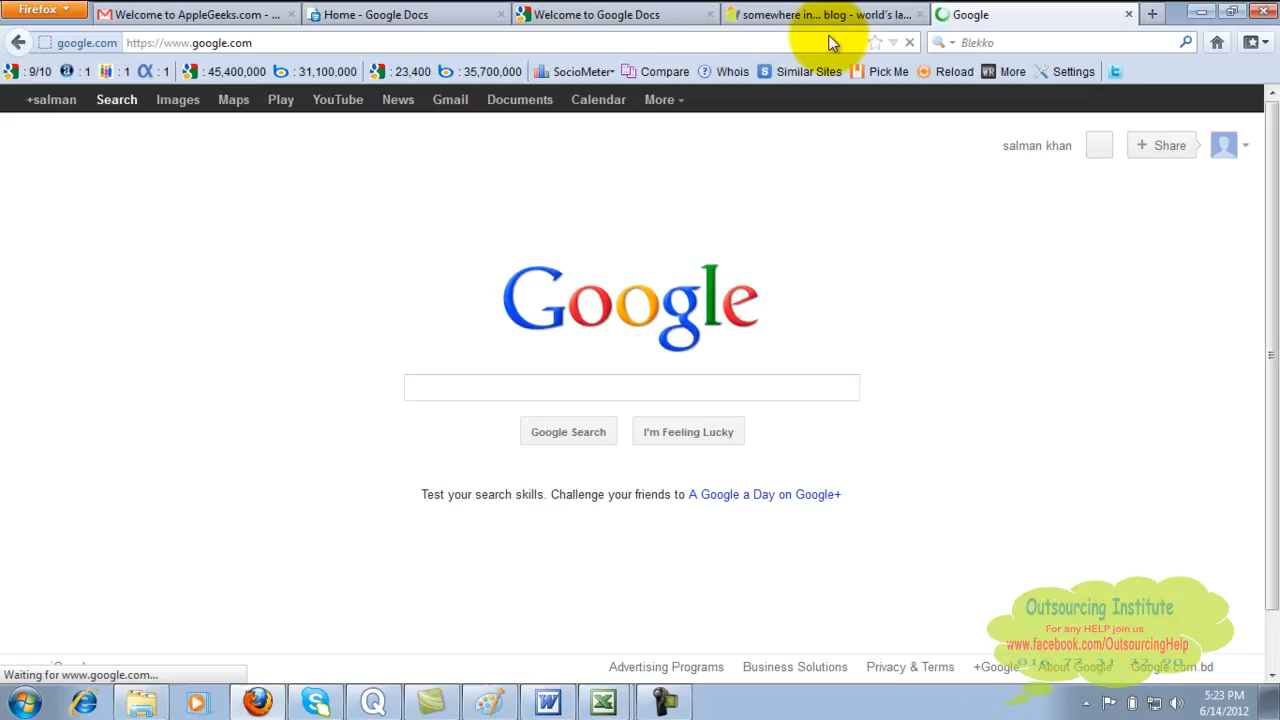 Firefox
Welcome to AppleGeeks.com - ...
Home - Google Docs
Welcome to Google Docs
somewhere in... blog - world's la...
Google
google.com
https://www.google.com
Blekko
: 9/10
: 1
: 1
: 1
: 45,400,000
: 31,100,000
: 23,400
: 35,700,000
SocioMeter
Compare
Whois
Similar Sites
Pick Me
Reload
More
Settings
+salman
Search
Images
Maps
Play
YouTube
News
Gmail
Documents
Calendar
More
salman khan
+ Share
Google
Google Search
I'm Feeling Lucky
Test your search skills. Challenge your friends to A Google a Day on Google+
Outsourcing Institute
For any HELP join us
www.facebook.com/OutsourcingHelp
Advertising Programs
Business Solutions
Privacy & Terms
+Google
About Google
Google.com.bd
Waiting for www.google.com...
5:23 PM
6/14/2012